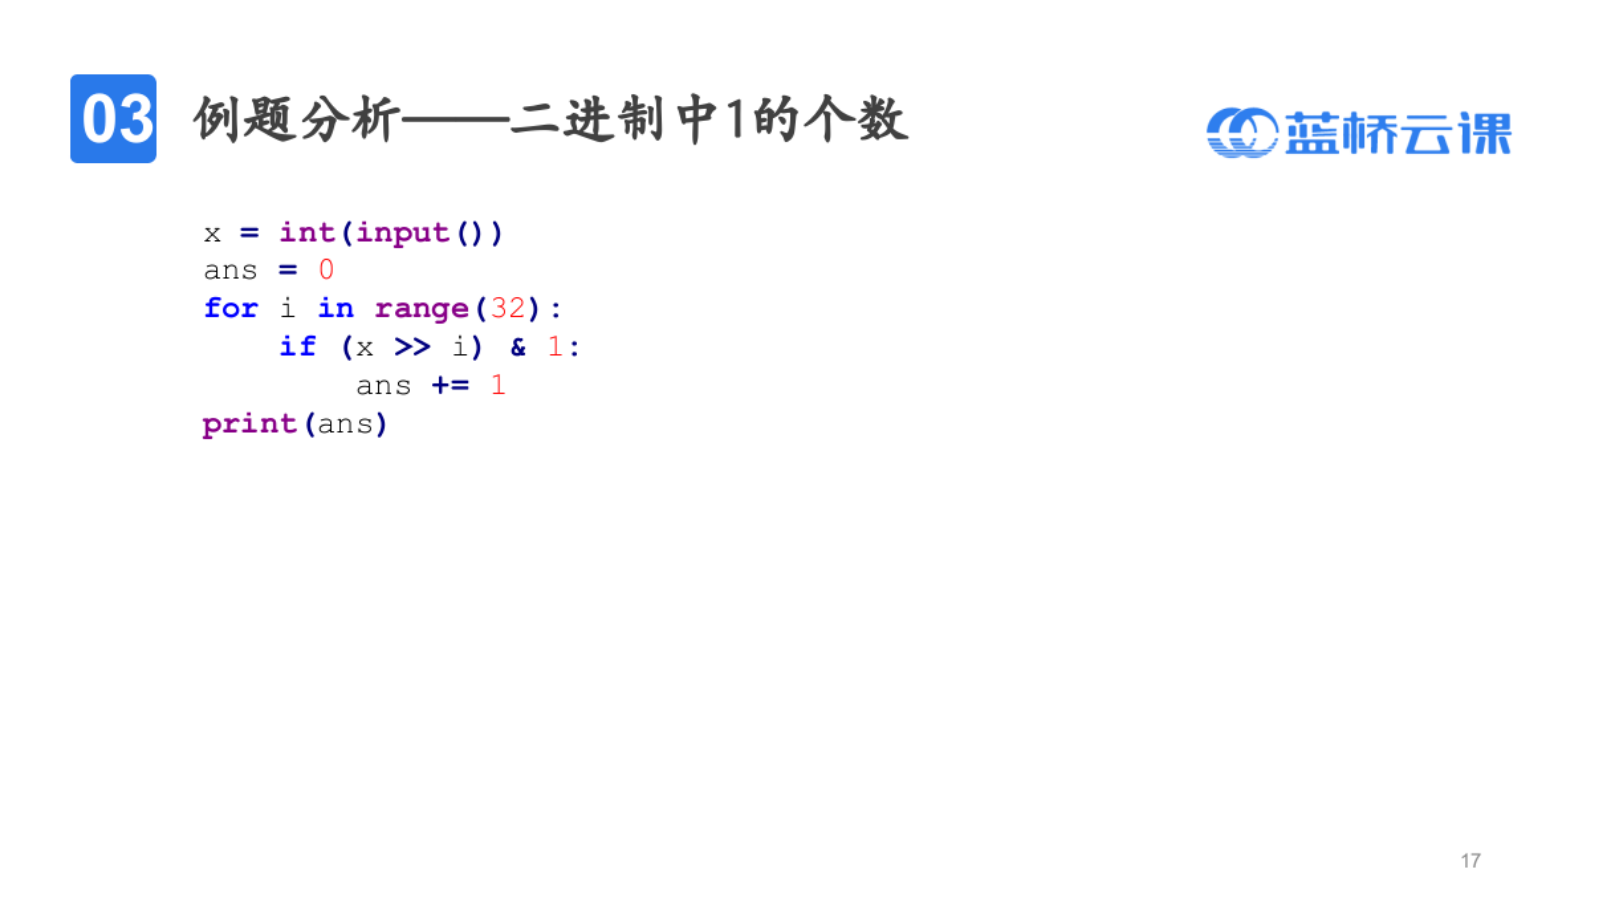 03 例题分析——二进制中1的个数
蓝桥云课
x = int(input())
ans = 0
for i in range(32):
    if (x >> i) & 1:
        ans += 1
print(ans)
17